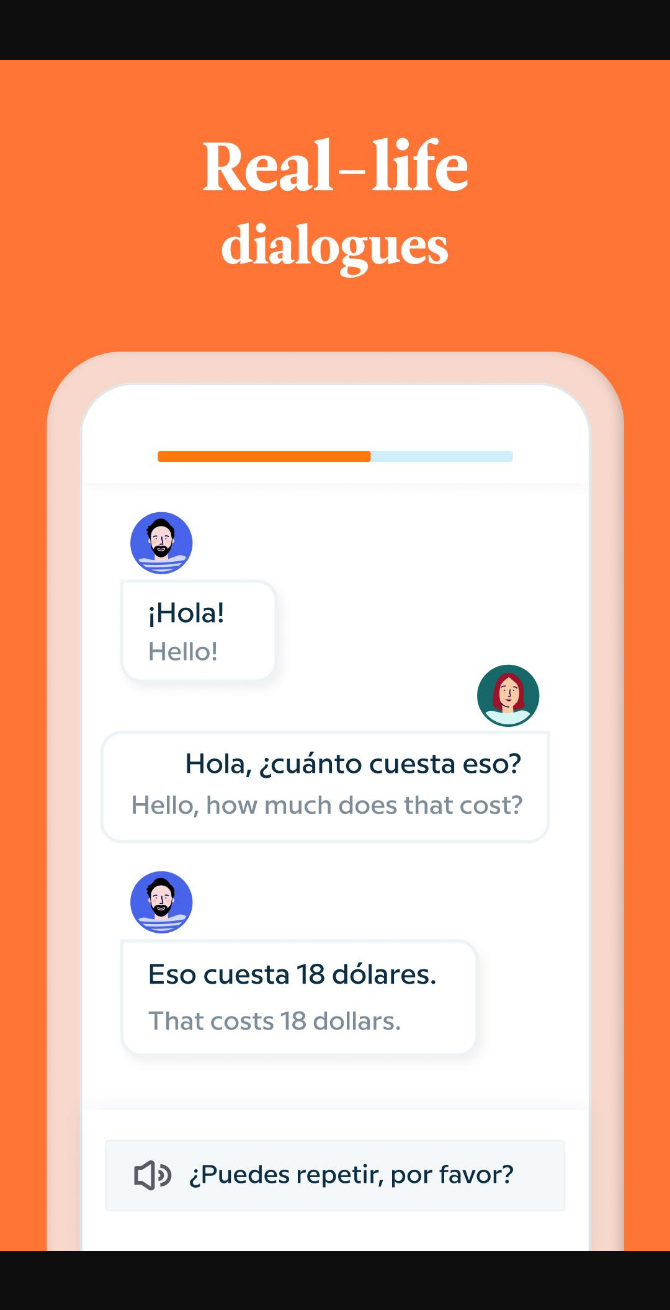 Real-life
dialogues
¡Hola!
Hello!
Hola, ¿cuánto cuesta eso?
Hello, how much does that cost?
Eso cuesta 18 dólares.
That costs 18 dollars.
¿Puedes repetir, por favor?